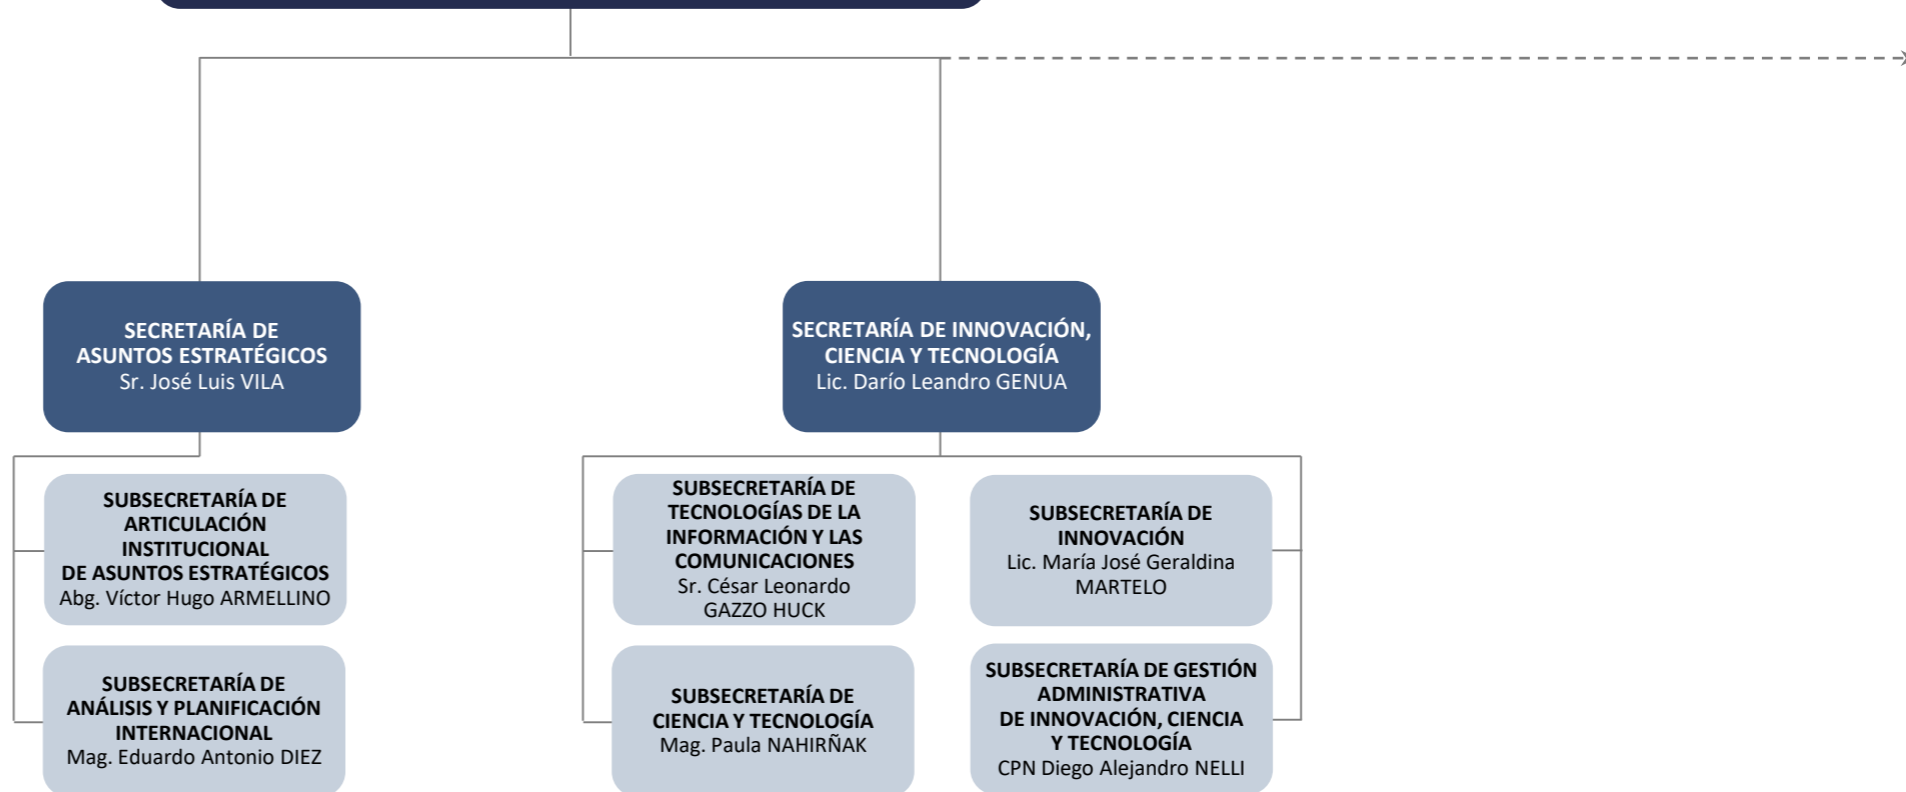 SECRETARÍA DE
ASUNTOS ESTRATÉGICOS
Sr. José Luis VILA
SECRETARÍA DE INNOVACIÓN,
CIENCIA Y TECNOLOGÍA
Lic. Darío Leandro GENUA
SUBSECRETARÍA DE
ARTICULACIÓN
INSTITUCIONAL
DE ASUNTOS ESTRATÉGICOS
Abg. Víctor Hugo ARMELLINO
SUBSECRETARÍA DE
TECNOLOGÍAS DE LA
INFORMACIÓN Y LAS
COMUNICACIONES
Sr. César Leonardo
GAZZO HUCK
SUBSECRETARÍA DE
INNOVACIÓN
Lic. María José Geraldina
MARTELO
SUBSECRETARÍA DE
ANÁLISIS Y PLANIFICACIÓN
INTERNACIONAL
Mag. Eduardo Antonio DIEZ
SUBSECRETARÍA DE
CIENCIA Y TECNOLOGÍA
Mag. Paula NAHIRÑAK
SUBSECRETARÍA DE GESTIÓN
ADMINISTRATIVA
DE INNOVACIÓN, CIENCIA
Y TECNOLOGÍA
CPN Diego Alejandro NELLI